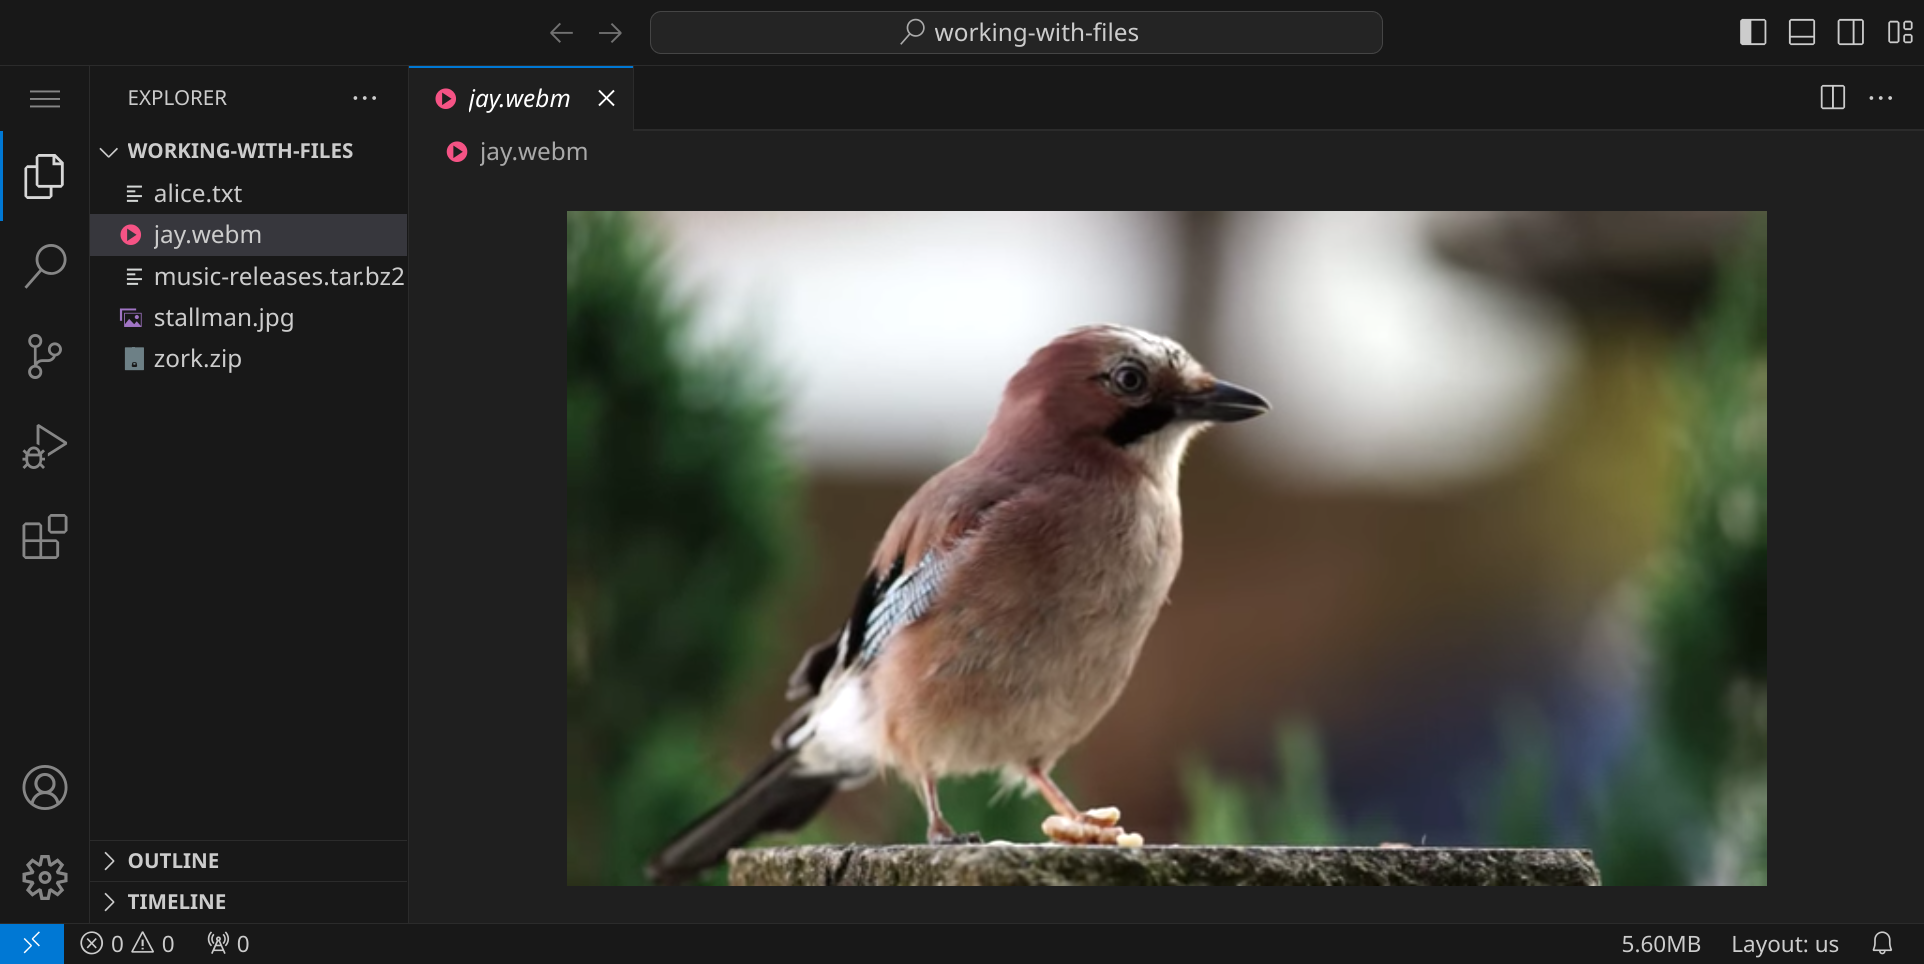 working-with-files
EXPLORER
jay.webm
WORKING-WITH-FILES
jay.webm
alice.txt
jay.webm
music-releases.tar.bz2
stallman.jpg
zork.zip
OUTLINE
TIMELINE
0 0 0
5.60MB Layout: us